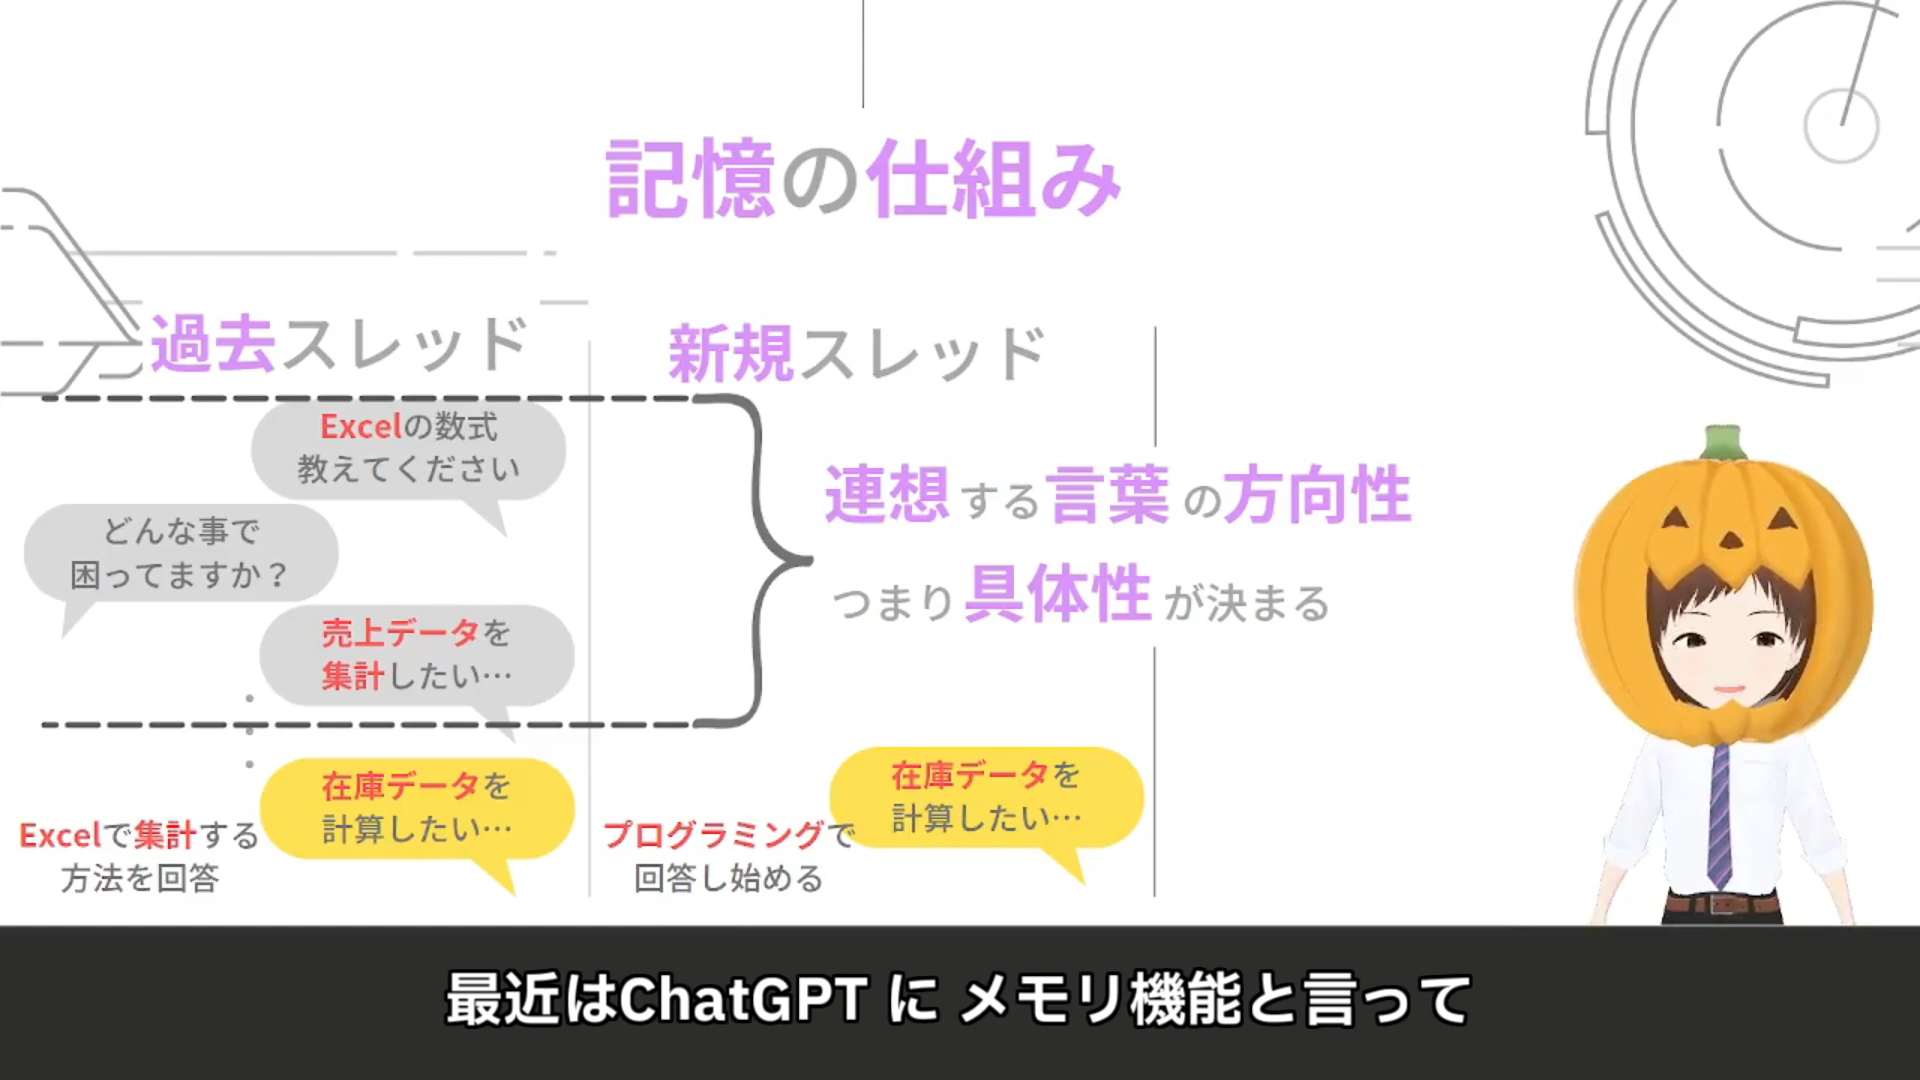 記憶の仕組み
過去スレッド
新規スレッド
Excelの数式
教えてください
どんな事で
困ってますか？
売上データを
集計したい…
連想する言葉の方向性
つまり具体性が決まる
在庫データを
計算したい…
Excelで集計する
方法を回答
在庫データを
計算したい…
プログラミングで
回答し始める
最近はChatGPT に メモリ機能と言って